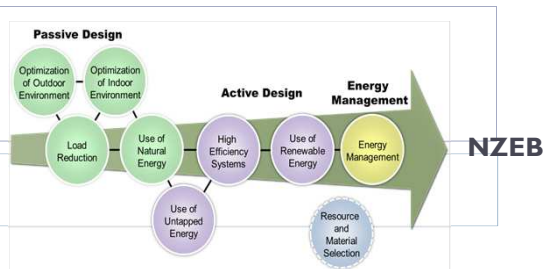 Passive Design
Optimization
of Outdoor
Environment
Optimization
of Indoor
Environment
Active Design
Energy
Management
Load
Reduction
Use of
Natural
Energy
High
Efficiency
Systems
Use of
Renewable
Energy
Energy
Management
NZEB
Use of
Untapped
Energy
Resource
and
Material
Selection